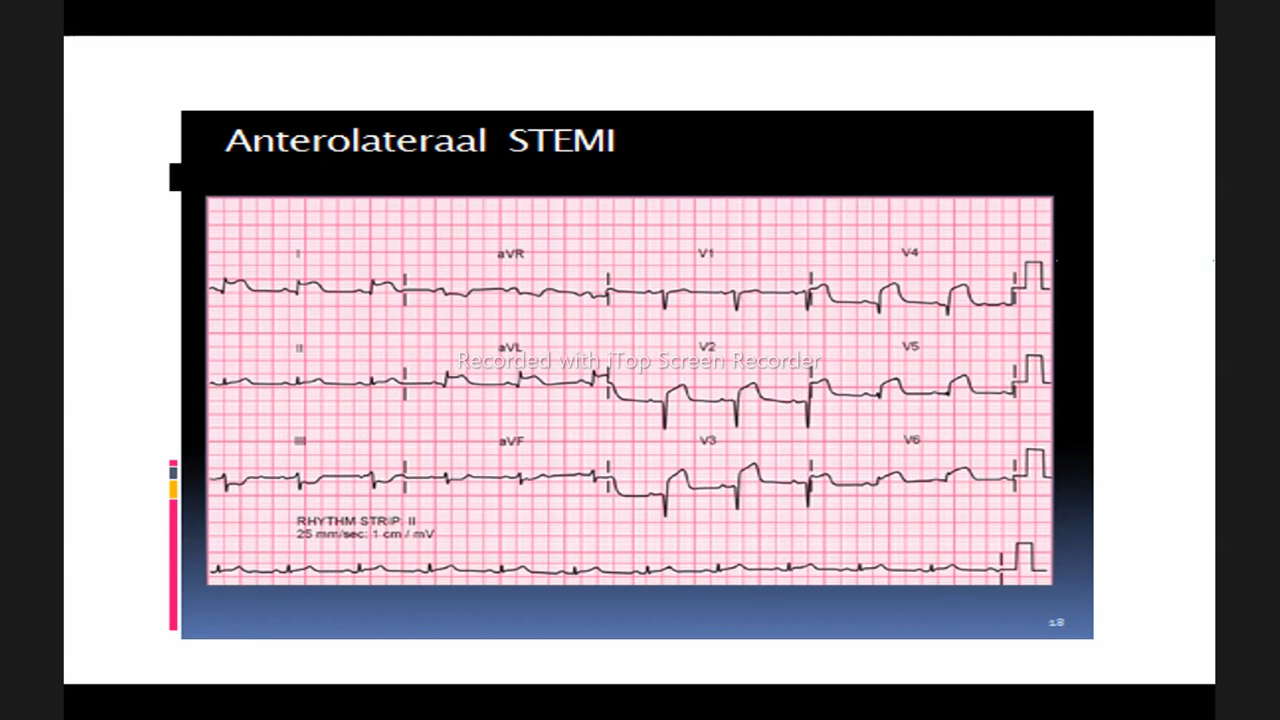 Anterolateraal STEMI
I aVR V1 V4
II aVL V2 V5
Recorded with iTop Screen Recorder
III aVF V3 V6
RHYTHM STRIP: II
25 mm/sec: 1 cm / mV
18